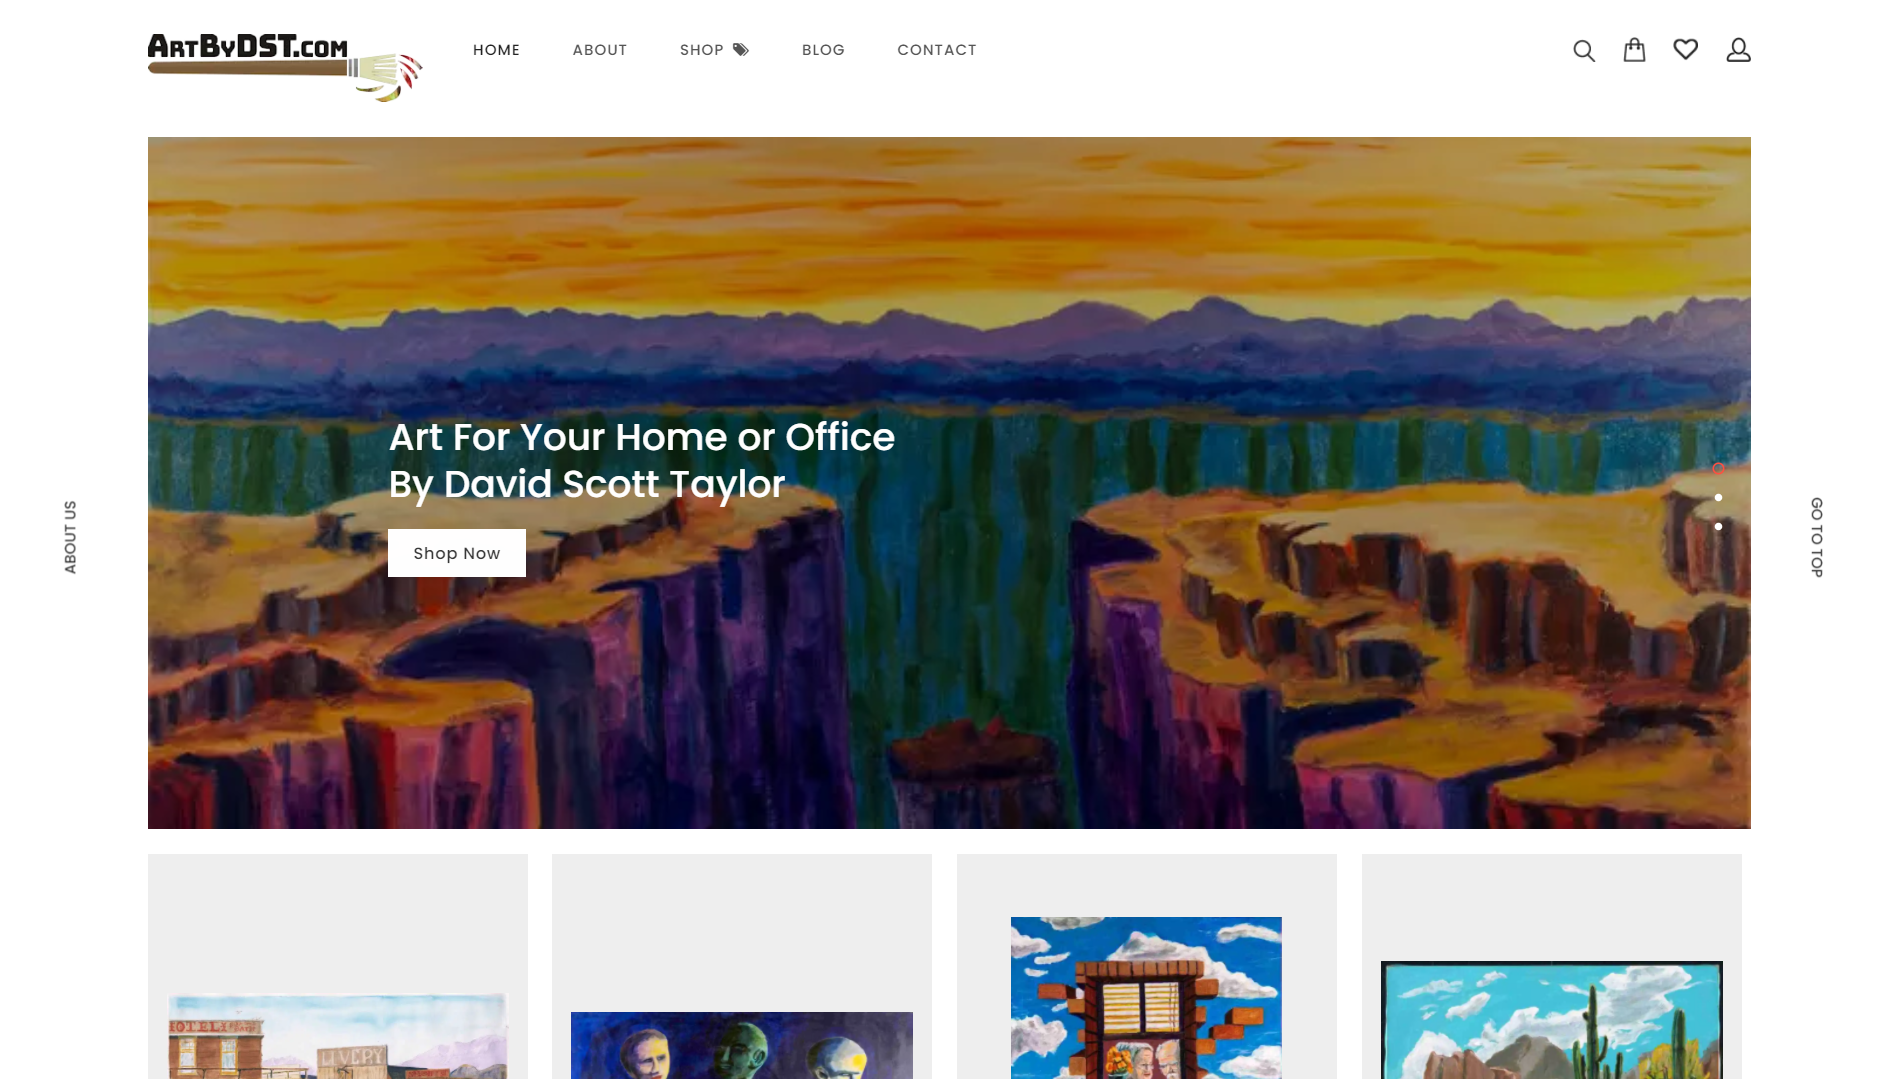 ArtByDST.com
HOME
ABOUT
SHOP
BLOG
CONTACT
Art For Your Home or Office
By David Scott Taylor
Shop Now
ABOUT US
GO TO TOP
HOTEL
LIVERY